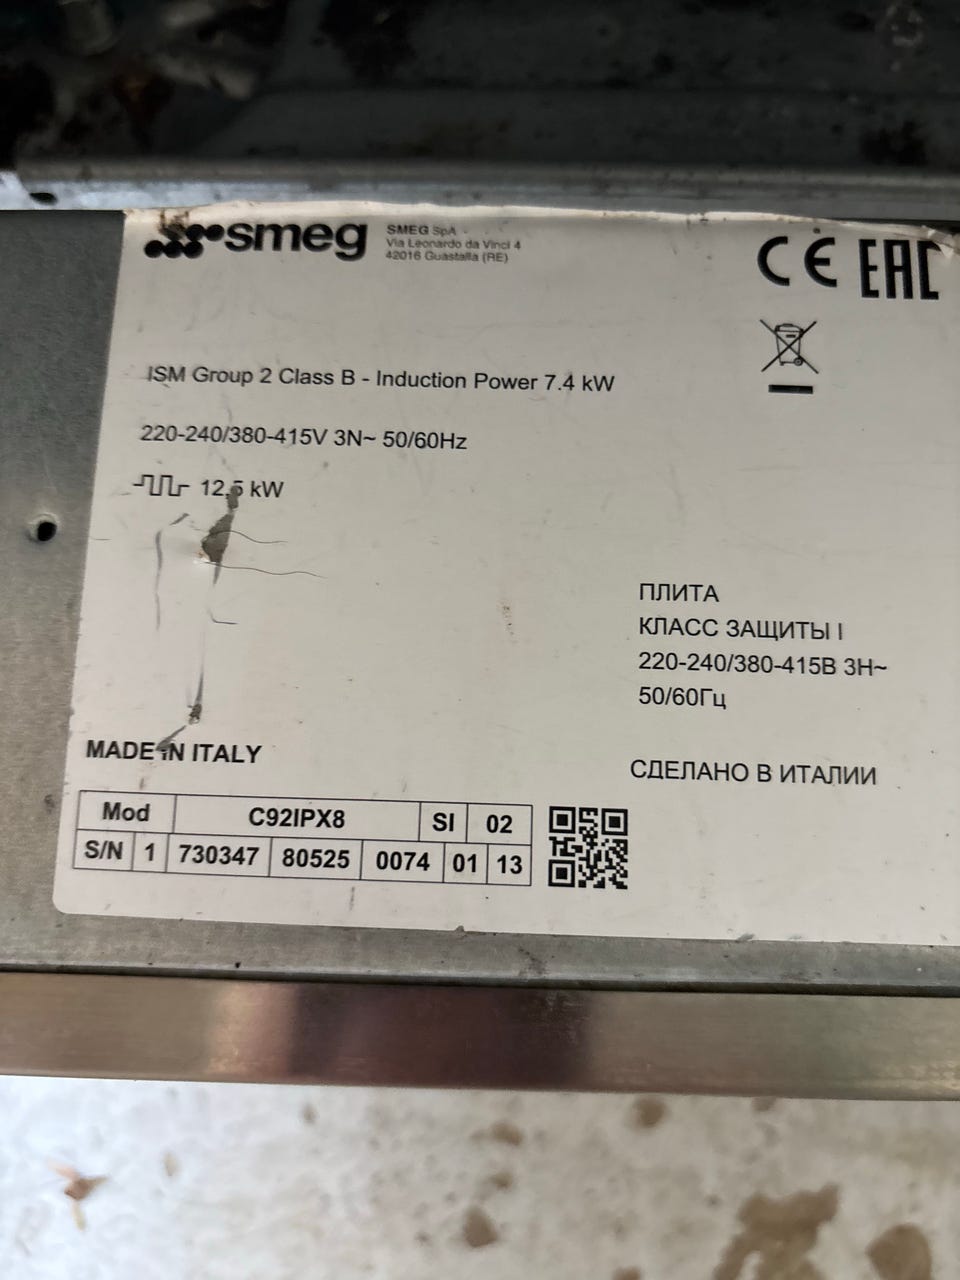 smeg
SMEG SpA
Via Leonardo da Vinci 4
42016 Guastalla (RE)
CE EAC
ISM Group 2 Class B - Induction Power 7.4 kW
220-240/380-415V 3N~ 50/60Hz
12,5 kW
ПЛИТА
КЛАСС ЗАЩИТЫ I
220-240/380-415В 3Н~
50/60Гц
MADE IN ITALY
СДЕЛАНО В ИТАЛИИ
Mod C92IPX8 SI 02
S/N 1 730347 80525 0074 01 13